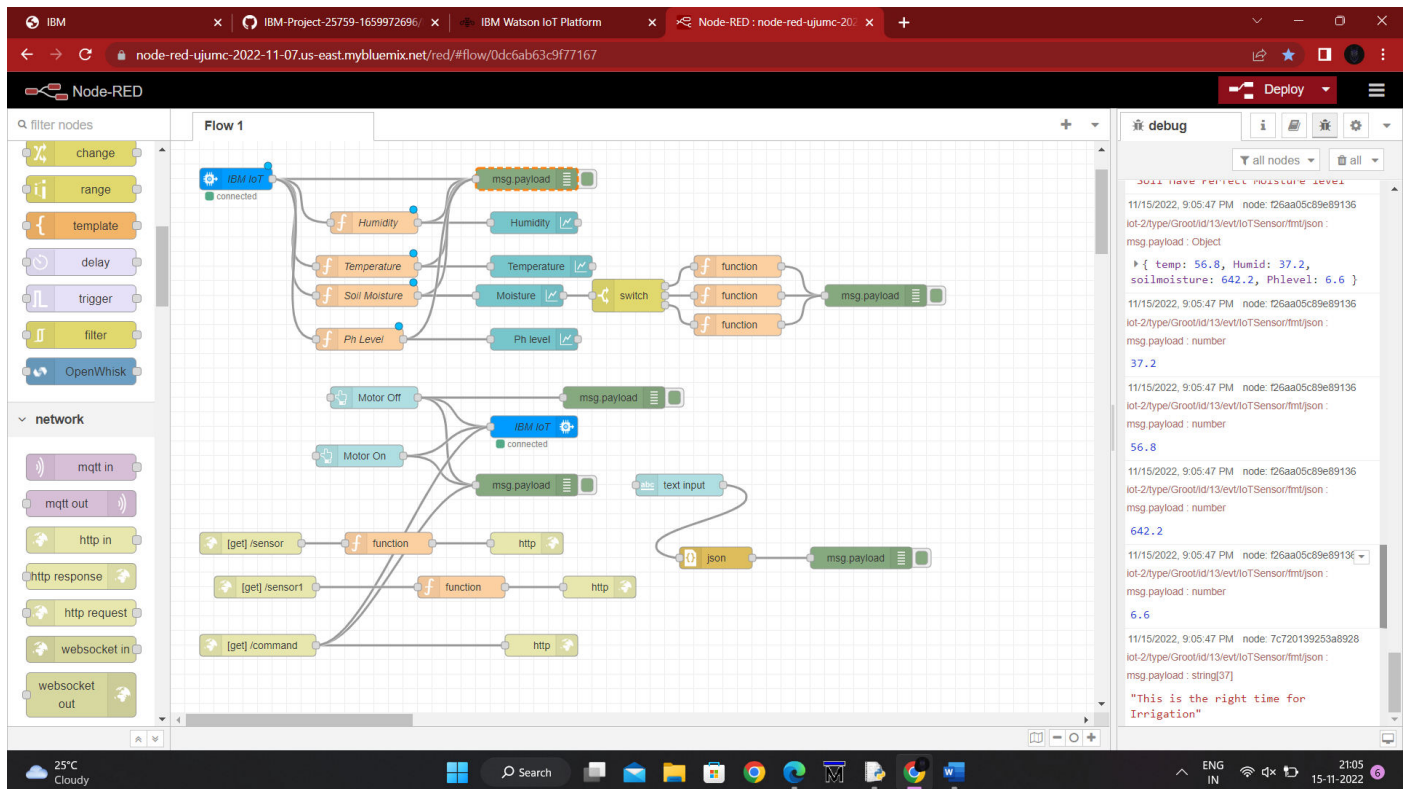 IBM
IBM-Project-25759-1659972696/
IBM Watson IoT Platform
Node-RED : node-red-ujumc-202
node-red-ujumc-2022-11-07.us-east.mybluemix.net/red/#flow/0dc6ab63c9f77167
Node-RED
Deploy
filter nodes
Flow 1
debug
i
all nodes
all
change
range
template
delay
trigger
filter
OpenWhisk
network
mqtt in
mqtt out
http in
http response
http request
websocket in
websocket
out
IBM IoT
connected
msg.payload
Humidity
Humidity
Temperature
Temperature
Soil Moisture
Moisture
switch
function
function
function
msg.payload
Ph Level
Ph level
Motor Off
msg.payload
IBM IoT
connected
Motor On
msg.payload
abc
text input
[get] /sensor
function
http
json
msg.payload
[get] /sensor1
function
http
[get] /command
http
"Soil have Perfect Moisture level"
11/15/2022, 9:05:47 PM node: f26aa05c89e89136
iot-2/type/Groot/id/13/evt/IoTSensor/fmt/json :
msg.payload : Object
{ temp: 56.8, Humid: 37.2,
soilmoisture: 642.2, Phlevel: 6.6 }
11/15/2022, 9:05:47 PM node: f26aa05c89e89136
iot-2/type/Groot/id/13/evt/IoTSensor/fmt/json :
msg.payload : number
37.2
11/15/2022, 9:05:47 PM node: f26aa05c89e89136
iot-2/type/Groot/id/13/evt/IoTSensor/fmt/json :
msg.payload : number
56.8
11/15/2022, 9:05:47 PM node: f26aa05c89e89136
iot-2/type/Groot/id/13/evt/IoTSensor/fmt/json :
msg.payload : number
642.2
11/15/2022, 9:05:47 PM node: f26aa05c89e89136
iot-2/type/Groot/id/13/evt/IoTSensor/fmt/json :
msg.payload : number
6.6
11/15/2022, 9:05:47 PM node: 7c720139253a8928
iot-2/type/Groot/id/13/evt/IoTSensor/fmt/json :
msg.payload : string[37]
"This is the right time for
Irrigation"
25°C
Cloudy
Search
ENG
IN
21:05
15-11-2022
6